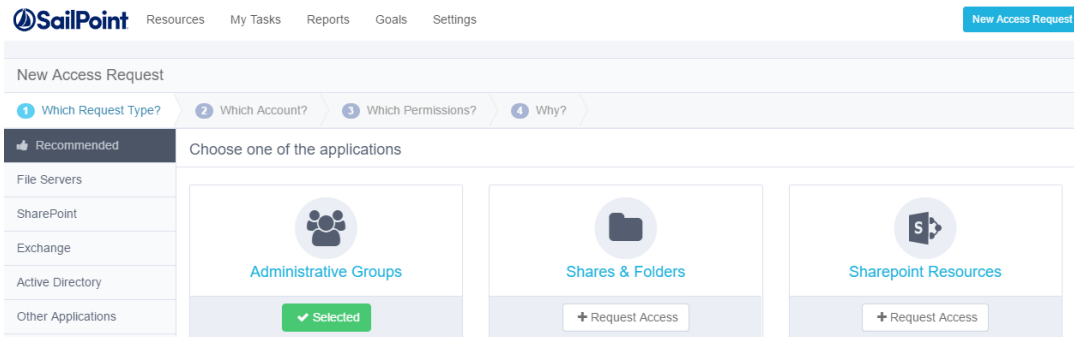 SailPoint Resources My Tasks Reports Goals Settings New Access Request
New Access Request
1 Which Request Type? 2 Which Account? 3 Which Permissions? 4 Why?
Recommended
File Servers
SharePoint
Exchange
Active Directory
Other Applications
Choose one of the applications
Administrative Groups Shares & Folders Sharepoint Resources
Selected + Request Access + Request Access